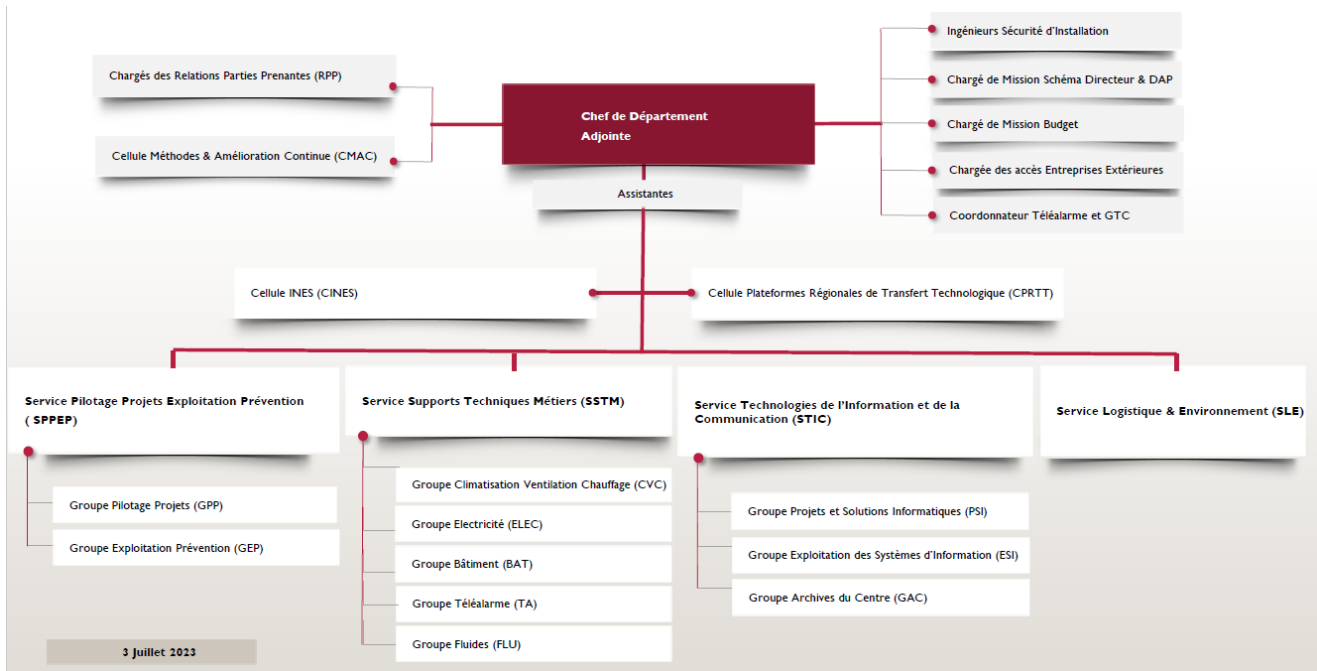 Chargés des Relations Parties Prenantes (RPP)
Cellule Méthodes & Amélioration Continue (CMAC)
Chef de Département
Adjointe
Assistantes
Ingénieurs Sécurité d'Installation
Chargé de Mission Schéma Directeur & DAP
Chargé de Mission Budget
Chargée des accès Entreprises Extérieures
Coordonnateur Téléalarme et GTC
Cellule INES (CINES)
Cellule Plateformes Régionales de Transfert Technologique (CPRTT)
Service Pilotage Projets Exploitation Prévention
( SPPEP)
Groupe Pilotage Projets (GPP)
Groupe Exploitation Prévention (GEP)
Service Supports Techniques Métiers (SSTM)
Groupe Climatisation Ventilation Chauffage (CVC)
Groupe Electricité (ELEC)
Groupe Bâtiment (BAT)
Groupe Téléalarme (TA)
Groupe Fluides (FLU)
Service Technologies de l'Information et de la
Communication (STIC)
Groupe Projets et Solutions Informatiques (PSI)
Groupe Exploitation des Systèmes d'Information (ESI)
Groupe Archives du Centre (GAC)
Service Logistique & Environnement (SLE)
3 Juillet 2023